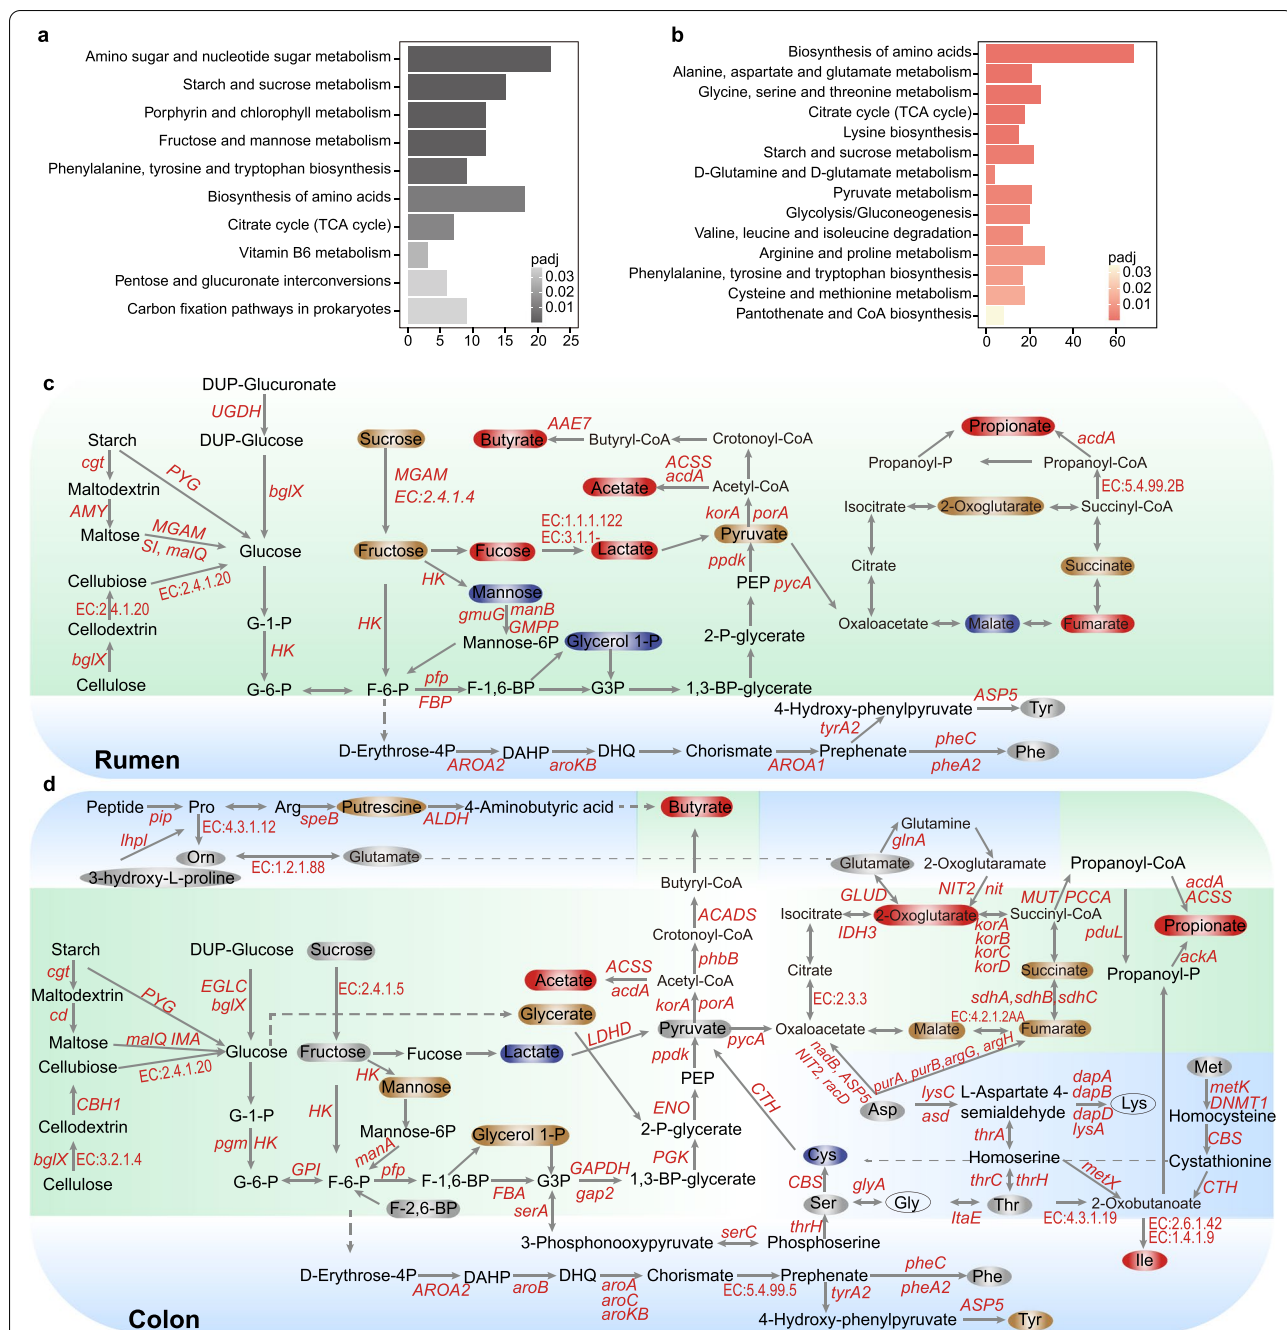 a
Amino sugar and nucleotide sugar metabolism
Starch and sucrose metabolism
Porphyrin and chlorophyll metabolism
Fructose and mannose metabolism
Phenylalanine, tyrosine and tryptophan biosynthesis
Biosynthesis of amino acids
Citrate cycle (TCA cycle)
Vitamin B6 metabolism
Pentose and glucuronate interconversions
Carbon fixation pathways in prokaryotes
padj
0.03
0.02
0.01
0 5 10 15 20 25
b
Biosynthesis of amino acids
Alanine, aspartate and glutamate metabolism
Glycine, serine and threonine metabolism
Citrate cycle (TCA cycle)
Lysine biosynthesis
Starch and sucrose metabolism
D-Glutamine and D-glutamate metabolism
Pyruvate metabolism
Glycolysis/Gluconeogenesis
Valine, leucine and isoleucine degradation
Arginine and proline metabolism
Phenylalanine, tyrosine and tryptophan biosynthesis
Cysteine and methionine metabolism
Pantothenate and CoA biosynthesis
padj
0.03
0.02
0.01
0 20 40 60
c
DUP-Glucuronate
UGDH
DUP-Glucose
Starch
cgt
PYG
bglX
Maltodextrin
AMY
MGAM
Maltose
SI, malQ
Glucose
Cellubiose
EC:2.4.1.20
EC:2.4.1.20
Cellodextrin
bglX
Cellulose
G-1-P
HK
G-6-P
Sucrose
MGAM
EC:2.4.1.4
Fructose
HK
HK
Fucose
EC:1.1.1.122
EC:3.1.1-
Lactate
Mannose
gmuG
manB
GMPP
Mannose-6P
Glycerol 1-P
F-6-P
pfp
FBP
F-1,6-BP
G3P
1,3-BP-glycerate
2-P-glycerate
PEP
ppdk
pycA
Pyruvate
korA porA
Acetyl-CoA
ACSS
acdA
Acetate
Crotonoyl-CoA
Butyryl-CoA
AAE7
Butyrate
Propionate
acdA
Propanoyl-P
Propanoyl-CoA
EC:5.4.99.2B
Isocitrate
2-Oxoglutarate
Succinyl-CoA
Citrate
Succinate
Oxaloacetate
Malate
Fumarate
4-Hydroxy-phenylpyruvate
ASP5
Tyr
tyrA2
D-Erythrose-4P
AROA2
DAHP
aroKB
DHQ
Chorismate
AROA1
Prephenate
pheC
pheA2
Phe
Rumen
d
Peptide
pip
Pro
Arg
speB
Putrescine
ALDH
4-Aminobutyric acid
Butyrate
lhpI
EC:4.3.1.12
Orn
EC:1.2.1.88
Glutamate
3-hydroxy-L-proline
Glutamine
glnA
Glutamate
2-Oxoglutaramate
GLUD
NIT2 nit
Propanoyl-CoA
MUT PCCA
acdA
ACSS
Butyryl-CoA
ACADS
Crotonoyl-CoA
phbB
Acetyl-CoA
ACSS
acdA
Acetate
korA porA
Isocitrate
IDH3
2-Oxoglutarate
korA
korB
korC
korD
Succinyl-CoA
pduL
Propionate
ackA
Propanoyl-P
Citrate
EC:2.3.3
Succinate
sdhA,sdhB,sdhC
Oxaloacetate
Malate
EC:4.2.1.2AA
Fumarate
Starch
cgt
PYG
Maltodextrin
cd
Maltose
malQ IMA
Cellubiose
EC:2.4.1.20
CBH1
Cellodextrin
bglX
EC:3.2.1.4
Cellulose
DUP-Glucose
EGLC
bglX
Glucose
G-1-P
pgm HK
G-6-P
GPI
Sucrose
EC:2.4.1.5
Fructose
HK
HK
Fucose
Lactate
LDHD
Glycerate
Mannose
Mannose-6P
manA
F-6-P
pfp
F-2,6-BP
F-1,6-BP
Glycerol 1-P
FBA
G3P
GAPDH
gap2
1,3-BP-glycerate
PGK
2-P-glycerate
ENO
PEP
ppdk
Pyruvate
pycA
CTH
nadB, ASP5
NIT2, racD
purA, purB,argG, argH
Asp
lysC
asd
L-Aspartate 4-
semialdehyde
dapA
dapB
dapD
lysA
Lys
thrA
Homoserine
thrC thrH
metX
Met
metK
DNMT1
Homocysteine
CBS
Cystathionine
CTH
Cys
CBS
Ser
glyA
Gly
ltaE
Thr
EC:4.3.1.19
2-Oxobutanoate
EC:2.6.1.42
EC:1.4.1.9
Ile
thrH
serA
3-Phosphonooxypyruvate
serC
Phosphoserine
D-Erythrose-4P
AROA2
DAHP
aroB
DHQ
aroA
aroC
aroKB
Chorismate
EC:5.4.99.5
Prephenate
pheC
pheA2
Phe
tyrA2
4-Hydroxy-phenylpyruvate
ASP5
Tyr
Colon